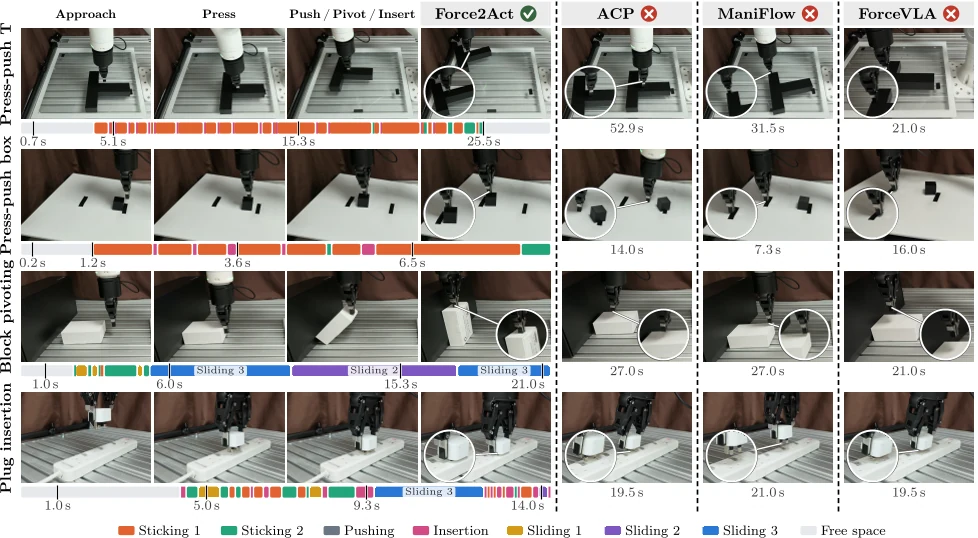 Approach
Press
Push / Pivot / Insert
Force2Act
ACP
ManiFlow
ForceVLA
Press-push T
0.7 s
5.1 s
15.3 s
25.5 s
52.9 s
31.5 s
21.0 s
Press-push box
0.2 s
1.2 s
3.6 s
6.5 s
14.0 s
7.3 s
16.0 s
Block pivoting
Sliding 3
Sliding 2
Sliding 3
1.0 s
6.0 s
15.3 s
21.0 s
27.0 s
27.0 s
21.0 s
Plug insertion
Sliding 3
1.0 s
5.0 s
9.3 s
14.0 s
19.5 s
21.0 s
19.5 s
Sticking 1
Sticking 2
Pushing
Insertion
Sliding 1
Sliding 2
Sliding 3
Free space